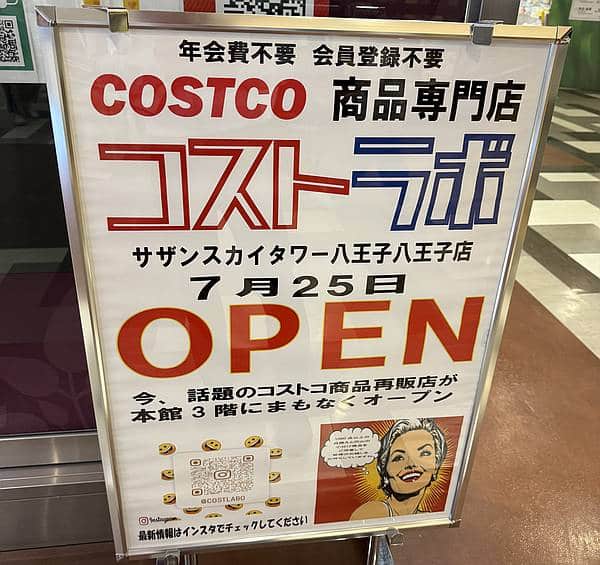 年会費不要 会員登録不要
COSTCO 商品専門店
コストラボ
サザンスカイタワー八王子八王子店
7月25日
OPEN
今、話題のコストコ商品再販店が
本館3階にまもなくオープン
@COSTLABO
Instagram
最新情報はインスタでチェックしてください